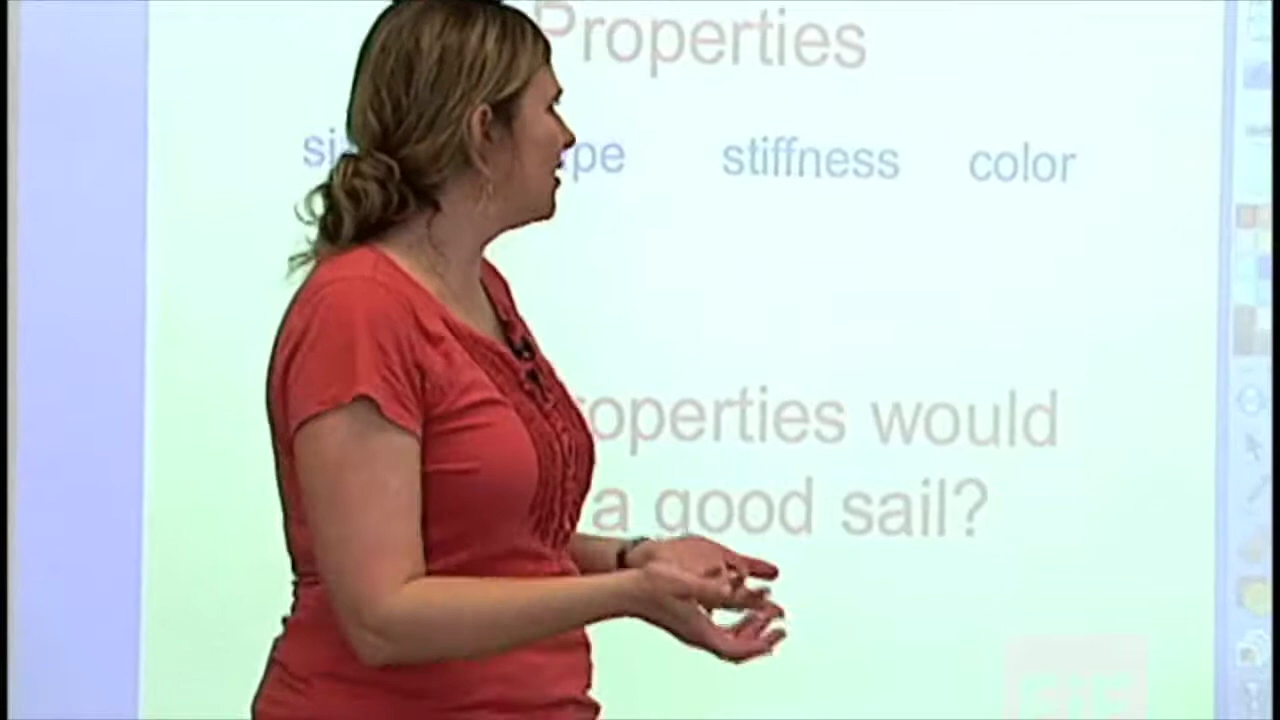 Properties
stiffness color
roperties would
a good sail?